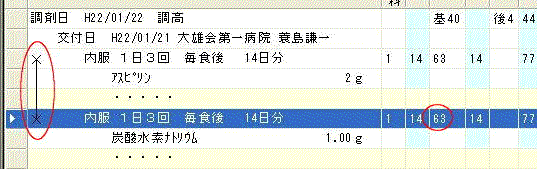 科
調剤日 H22/01/22 調高 基40 後4 44
交付日 H22/01/21 大雄会第一病院 蓑島謙一
内服 1日3回 毎食後 14日分 1 14 63 14 77
ｱｽﾋﾟﾘﾝ 2ｇ
・・・・・
内服 1日3回 毎食後 14日分 1 14 63 14 77
炭酸水素ﾅﾄﾘｳﾑ 1.00ｇ
・・・・・